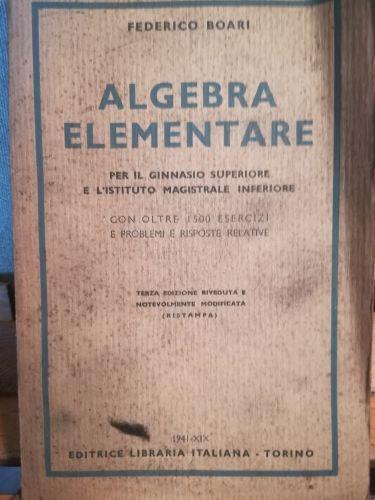 FEDERICO BOARI
ALGEBRA
ELEMENTARE
PER IL GINNASIO SUPERIORE
E L'ISTITUTO MAGISTRALE INFERIORE
CON OLTRE 1500 ESERCIZI
E PROBLEMI E RISPOSTE RELATIVE
TERZA EDIZIONE RIVEDUTA E
NOTEVOLMENTE MODIFICATA
(RISTAMPA)
1941-XIX
EDITRICE LIBRARIA ITALIANA - TORINO